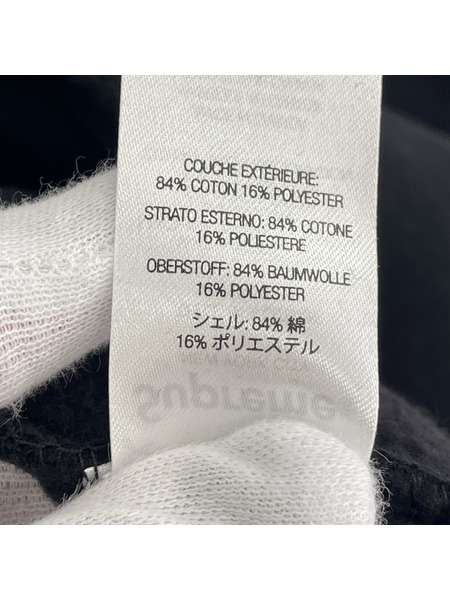 COUCHE EXTÉRIEURE:
84% COTON 16% POLYESTER
STRATO ESTERNO: 84% COTONE
16% POLIESTERE
OBERSTOFF: 84% BAUMWOLLE
16% POLYESTER
シェル: 84% 綿
16% ポリエステル
Supreme